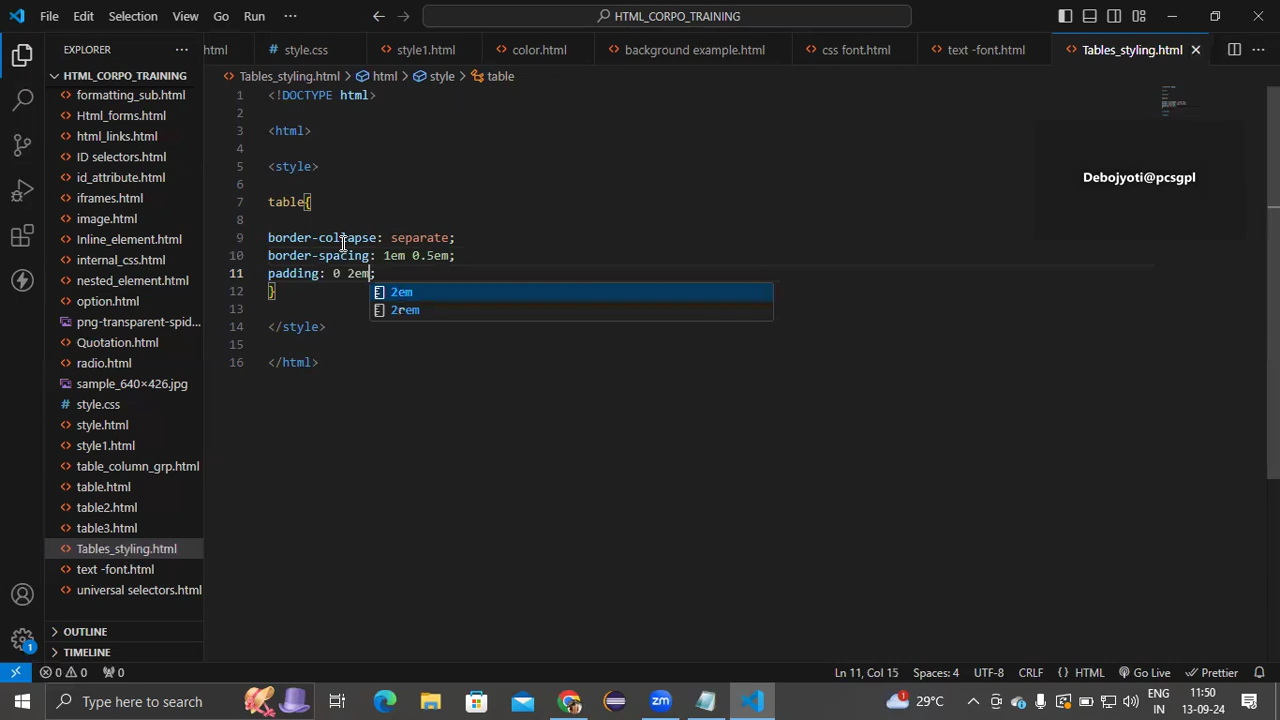 File Edit Selection View Go Run ··· HTML_CORPO_TRAINING
EXPLORER ···
html style.css style1.html color.html background example.html css font.html text -font.html Tables_styling.html
HTML_CORPO_TRAINING
Tables_styling.html > html > style > table
formatting_sub.html
Html_forms.html
html_links.html
ID selectors.html
id_attribute.html
iframes.html
image.html
Inline_element.html
internal_css.html
nested_element.html
option.html
png-transparent-spid...
Quotation.html
radio.html
sample_640×426.jpg
style.css
style.html
style1.html
table_column_grp.html
table.html
table2.html
table3.html
Tables_styling.html
text -font.html
universal selectors.html
OUTLINE
TIMELINE
1 <!DOCTYPE html>
2
3 <html>
4
5 <style>
6
7 table{
8
9 border-collapse: separate;
10 border-spacing: 1em 0.5em;
11 padding: 0 2em;
12 }
13
14 </style>
15
16 </html>
2em
2rem
Debojyoti@pcsgpl
1
0 0 0 Ln 11, Col 15 Spaces: 4 UTF-8 CRLF {} HTML Go Live Prettier
Type here to search zm 1 29°C ENG IN 11:50 13-09-24